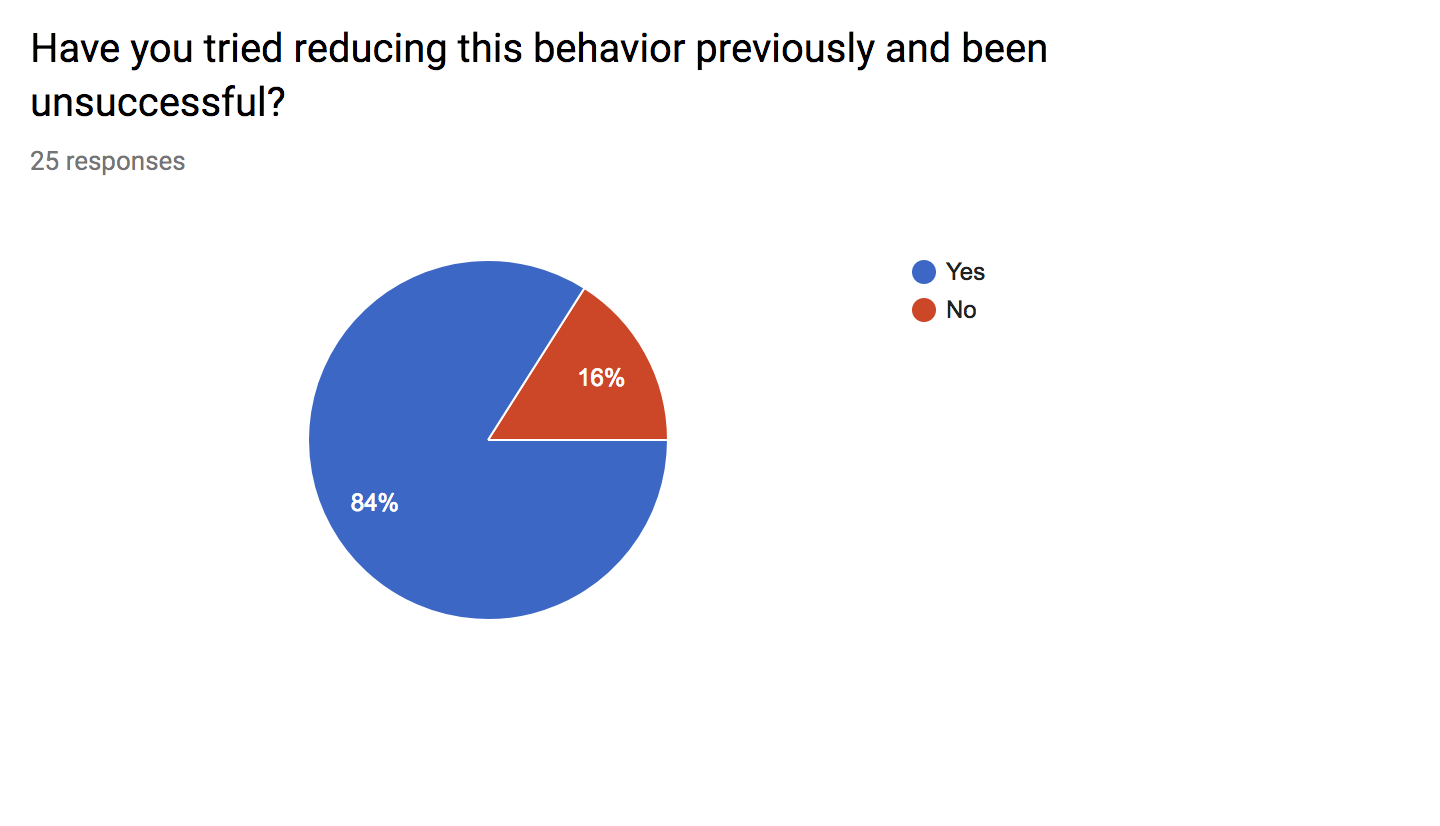 Have you tried reducing this behavior previously and been
unsuccessful?
25 responses
Yes
No
16%
84%